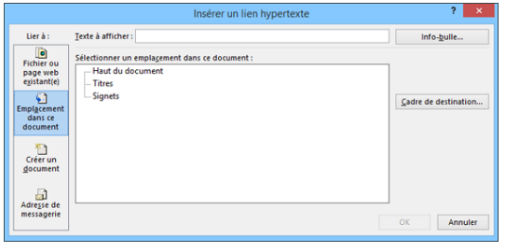 Insérer un lien hypertexte
? ×
Lier à :
Texte à afficher :
Info-bulle...
Fichier ou
page web
existant(e)
Sélectionner un emplacement dans ce document :
Haut du document
Titres
Signets
Emplacement
dans ce
document
Cadre de destination...
Créer un
document
Adresse de
messagerie
OK
Annuler